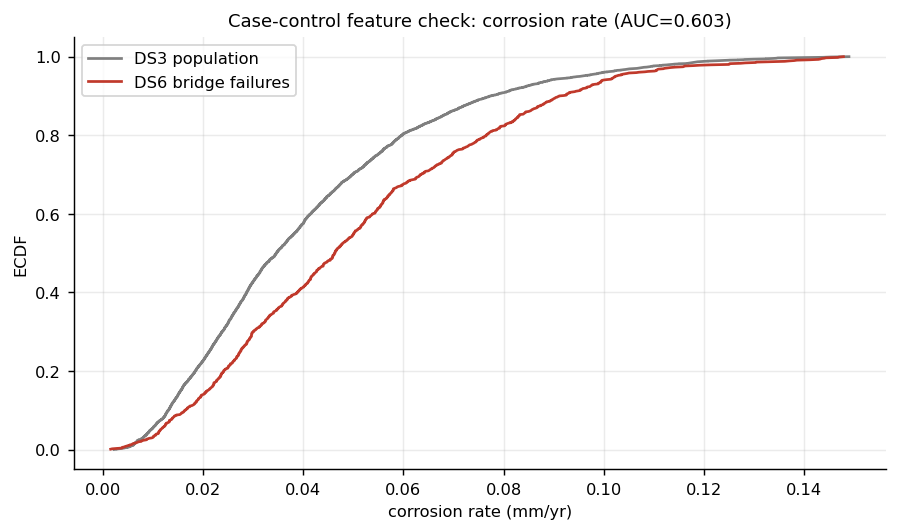 Case-control feature check: corrosion rate (AUC=0.603)
DS3 population
DS6 bridge failures
ECDF
1.0
0.8
0.6
0.4
0.2
0.0
0.00 0.02 0.04 0.06 0.08 0.10 0.12 0.14
corrosion rate (mm/yr)